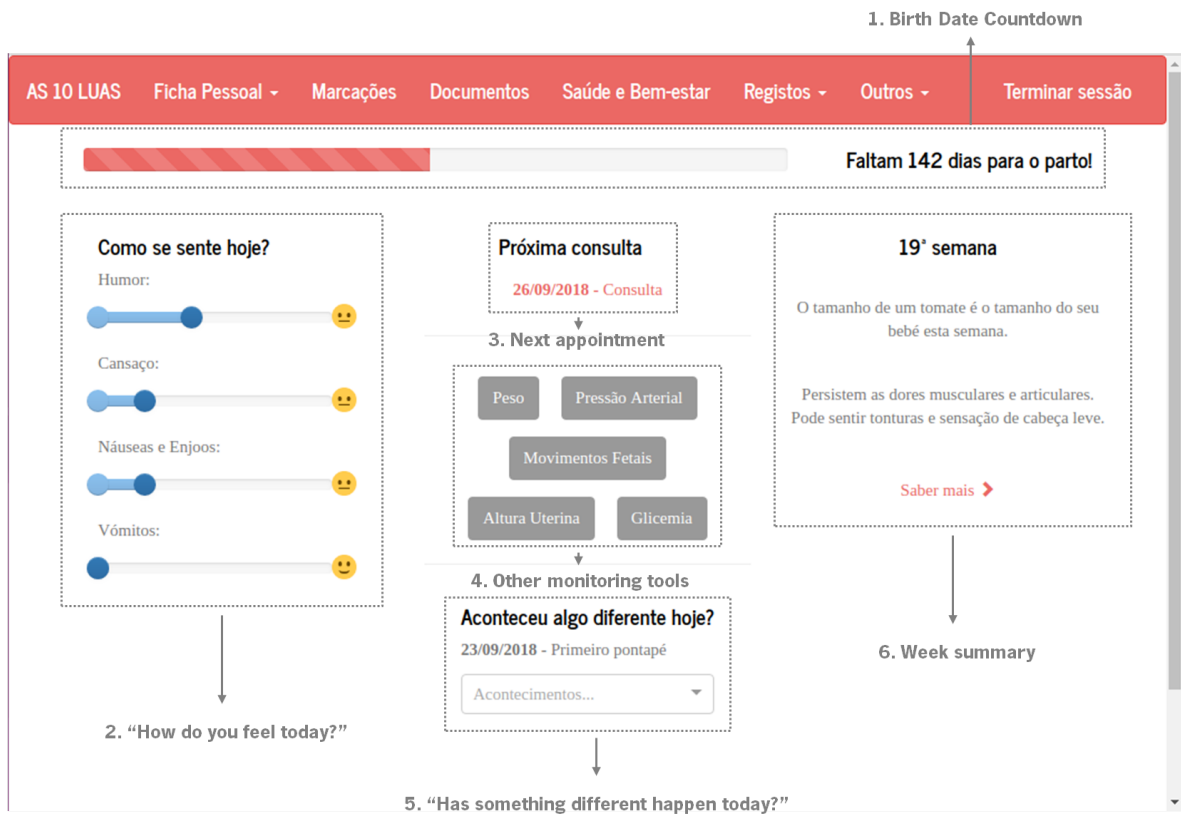 1. Birth Date Countdown
AS 10 LUAS Ficha Pessoal Marcações Documentos Saúde e Bem-estar Registos Outros Terminar sessão
Faltam 142 dias para o parto!
Como se sente hoje?
Humor:
Cansaço:
Náuseas e Enjoos:
Vómitos:
2. “How do you feel today?”
Próxima consulta
26/09/2018 - Consulta
3. Next appointment
Peso Pressão Arterial
Movimentos Fetais
Altura Uterina Glicemia
4. Other monitoring tools
Aconteceu algo diferente hoje?
23/09/2018 - Primeiro pontapé
Acontecimentos...
5. “Has something different happen today?”
19ª semana
O tamanho de um tomate é o tamanho do seu
bebé esta semana.
Persistem as dores musculares e articulares.
Pode sentir tonturas e sensação de cabeça leve.
Saber mais
6. Week summary